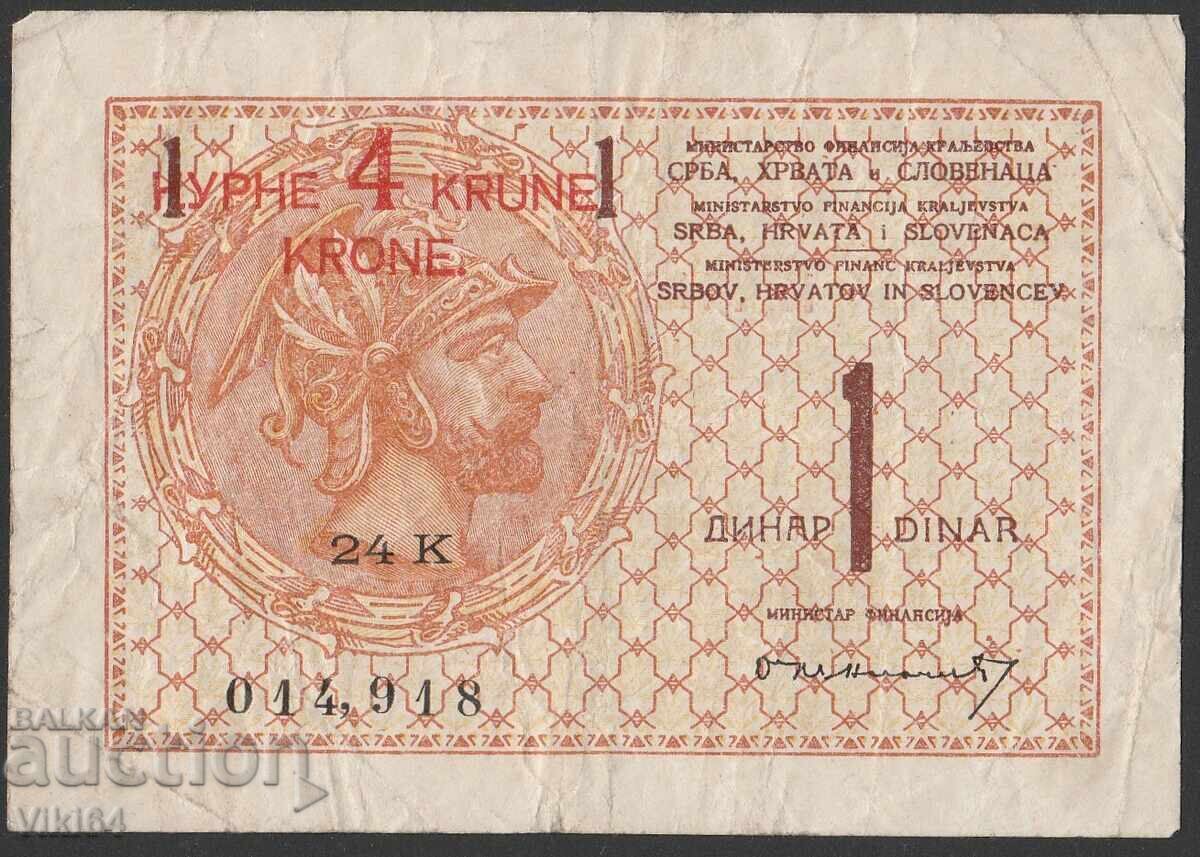 1 1
КРУНЕ 4 KRUNE
KRONE.
МИНИСТАРСТВО ФИНАНСИЈА КРАЉЕВСТВА
СРБА, ХРВАТА и СЛОВЕНАЦА
MINISTARSTVO FINANCIJA KRALJEVSTVA
SRBA, HRVATA i SLOVENACA
MINISTERSTVO FINANC KRALJEVSTVA
SRBOV, HRVATOV IN SLOVENCEV
ДИНАР 1 DINAR
24 K
МИНИСТАР ФИНАНСИЈА
014,918
BALKAN
auction
Viki64